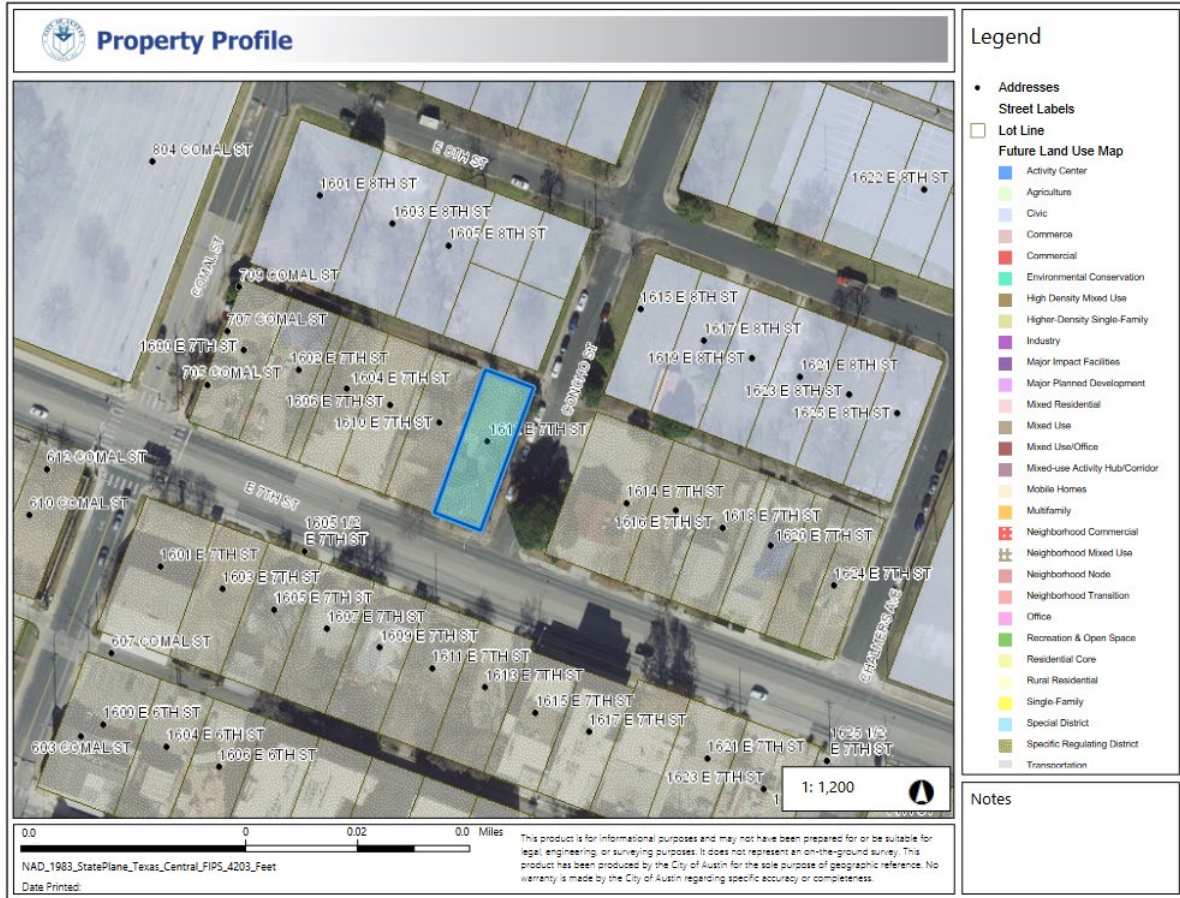 Property Profile
Legend
Addresses
Street Labels
Lot Line
Future Land Use Map
Activity Center
Agriculture
Civic
Commerce
Commercial
Environmental Conservation
High Density Mixed Use
Higher-Density Single-Family
Industry
Major Impact Facilities
Major Planned Development
Mixed Residential
Mixed Use
Mixed Use/Office
Mixed-use Activity Hub/Corridor
Mobile Homes
Multifamily
Neighborhood Commercial
Neighborhood Mixed Use
Neighborhood Node
Neighborhood Transition
Office
Recreation & Open Space
Residential Core
Rural Residential
Single-Family
Special District
Specific Regulating District
Transportation
Notes
804 COMAL ST
E 8TH ST
1622 E 8TH ST
1601 E 8TH ST
1603 E 8TH ST
1605 E 8TH ST
COMAL ST
709 COMAL ST
707 COMAL ST
1600 E 7TH ST
705 COMAL ST
1602 E 7TH ST
1604 E 7TH ST
1606 E 7TH ST
1610 E 7TH ST
E 7TH ST
CONCHO ST
1615 E 8TH ST
1617 E 8TH ST
1619 E 8TH ST
1621 E 8TH ST
1623 E 8TH ST
1625 E 8TH ST
612 COMAL ST
610 COMAL ST
E 7TH ST
1605 1/2
E 7TH ST
1614 E 7TH ST
1616 E 7TH ST
1618 E 7TH ST
1620 E 7TH ST
1624 E 7TH ST
CHALMERS AVE
1601 E 7TH ST
1603 E 7TH ST
1605 E 7TH ST
1607 E 7TH ST
1609 E 7TH ST
1611 E 7TH ST
1613 E 7TH ST
1615 E 7TH ST
1617 E 7TH ST
607 COMAL ST
1600 E 6TH ST
603 COMAL ST
1604 E 6TH ST
1606 E 6TH ST
1621 E 7TH ST
1623 E 7TH ST
1625 1/2
E 7TH ST
1: 1,200
0.0 0 0.02 0.0 Miles
NAD_1983_StatePlane_Texas_Central_FIPS_4203_Feet
Date Printed:
This product is for informational purposes and may not have been prepared for or be suitable for
legal, engineering, or surveying purposes. It does not represent an on-the-ground survey. This
product has been produced by the City of Austin for the sole purpose of geographic reference. No
warranty is made by the City of Austin regarding specific accuracy or completeness.